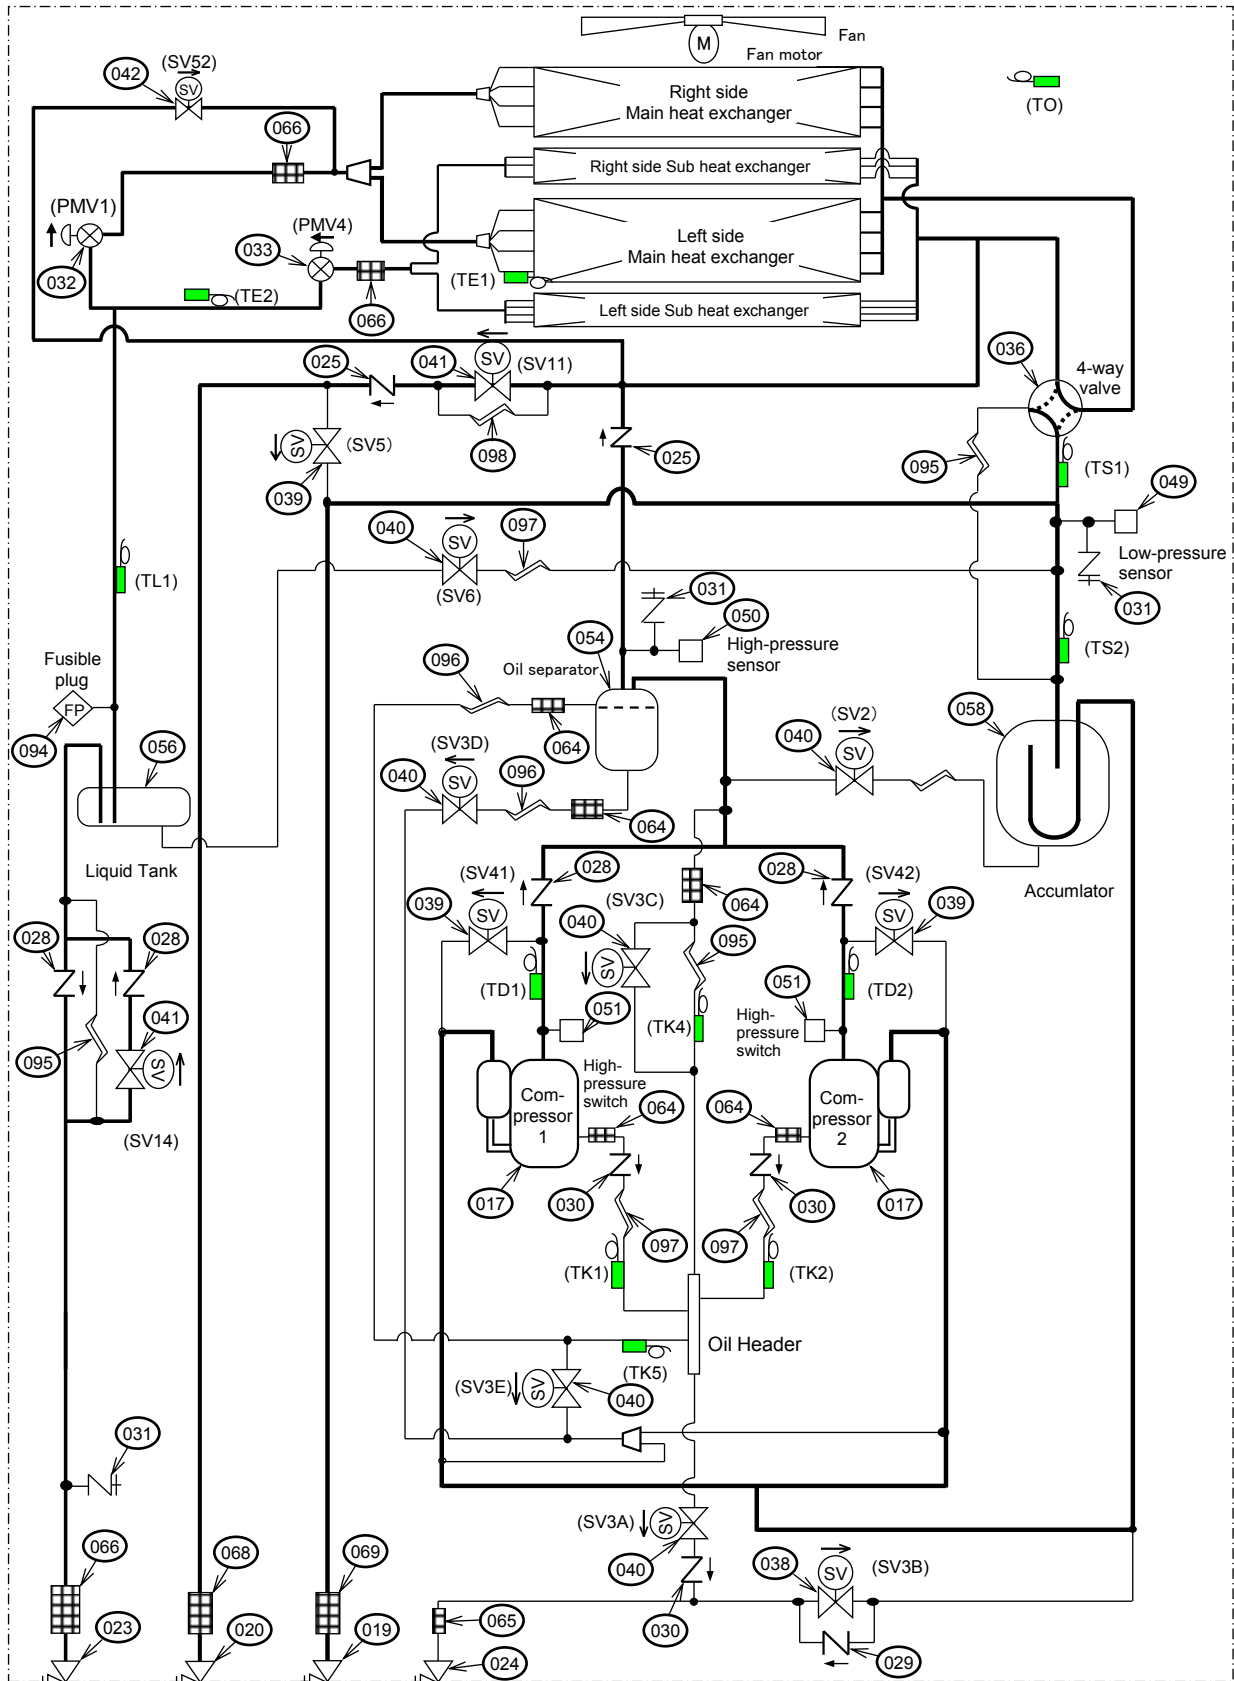 Fan
M
Fan motor
(SV52)
042
SV
Right side
Main heat exchanger
(TO)
066
Right side Sub heat exchanger
(PMV1)
(PMV4)
033
032
Left side
Main heat exchanger
(TE1)
(TE2)
066
Left side Sub heat exchanger
025
041
SV
(SV11)
036
4-way
valve
098
SV
(SV5)
025
095
039
(TS1)
049
040
SV
097
Low-pressure
sensor
(TL1)
(SV6)
031
031
050
054
High-pressure
sensor
(TS2)
Fusible
plug
096
Oil separator
FP
094
064
(SV3D)
040
SV
096
(SV2)
040
SV
058
056
064
Liquid Tank
(SV41)
028
028
(SV42)
Accumlator
039
SV
(SV3C)
064
SV
039
040
SV
095
028
028
(TD1)
051
(TK4)
051
(TD2)
High-
pressure
switch
041
SV
095
(SV14)
Com-
pressor
1
High-
pressure
switch
064
064
Com-
pressor
2
017
030
030
017
097
097
(TK1)
(TK2)
Oil Header
(TK5)
(SV3E)
SV
040
031
(SV3A)
SV
040
038
SV
(SV3B)
066
068
069
065
030
029
023
020
019
024